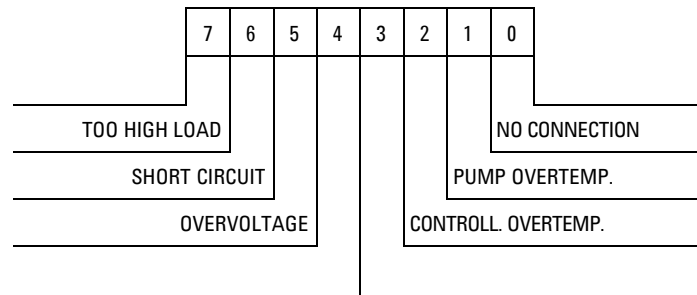 7 6 5 4 3 2 1 0
TOO HIGH LOAD NO CONNECTION
SHORT CIRCUIT PUMP OVERTEMP.
OVERVOLTAGE CONTROLL. OVERTEMP.